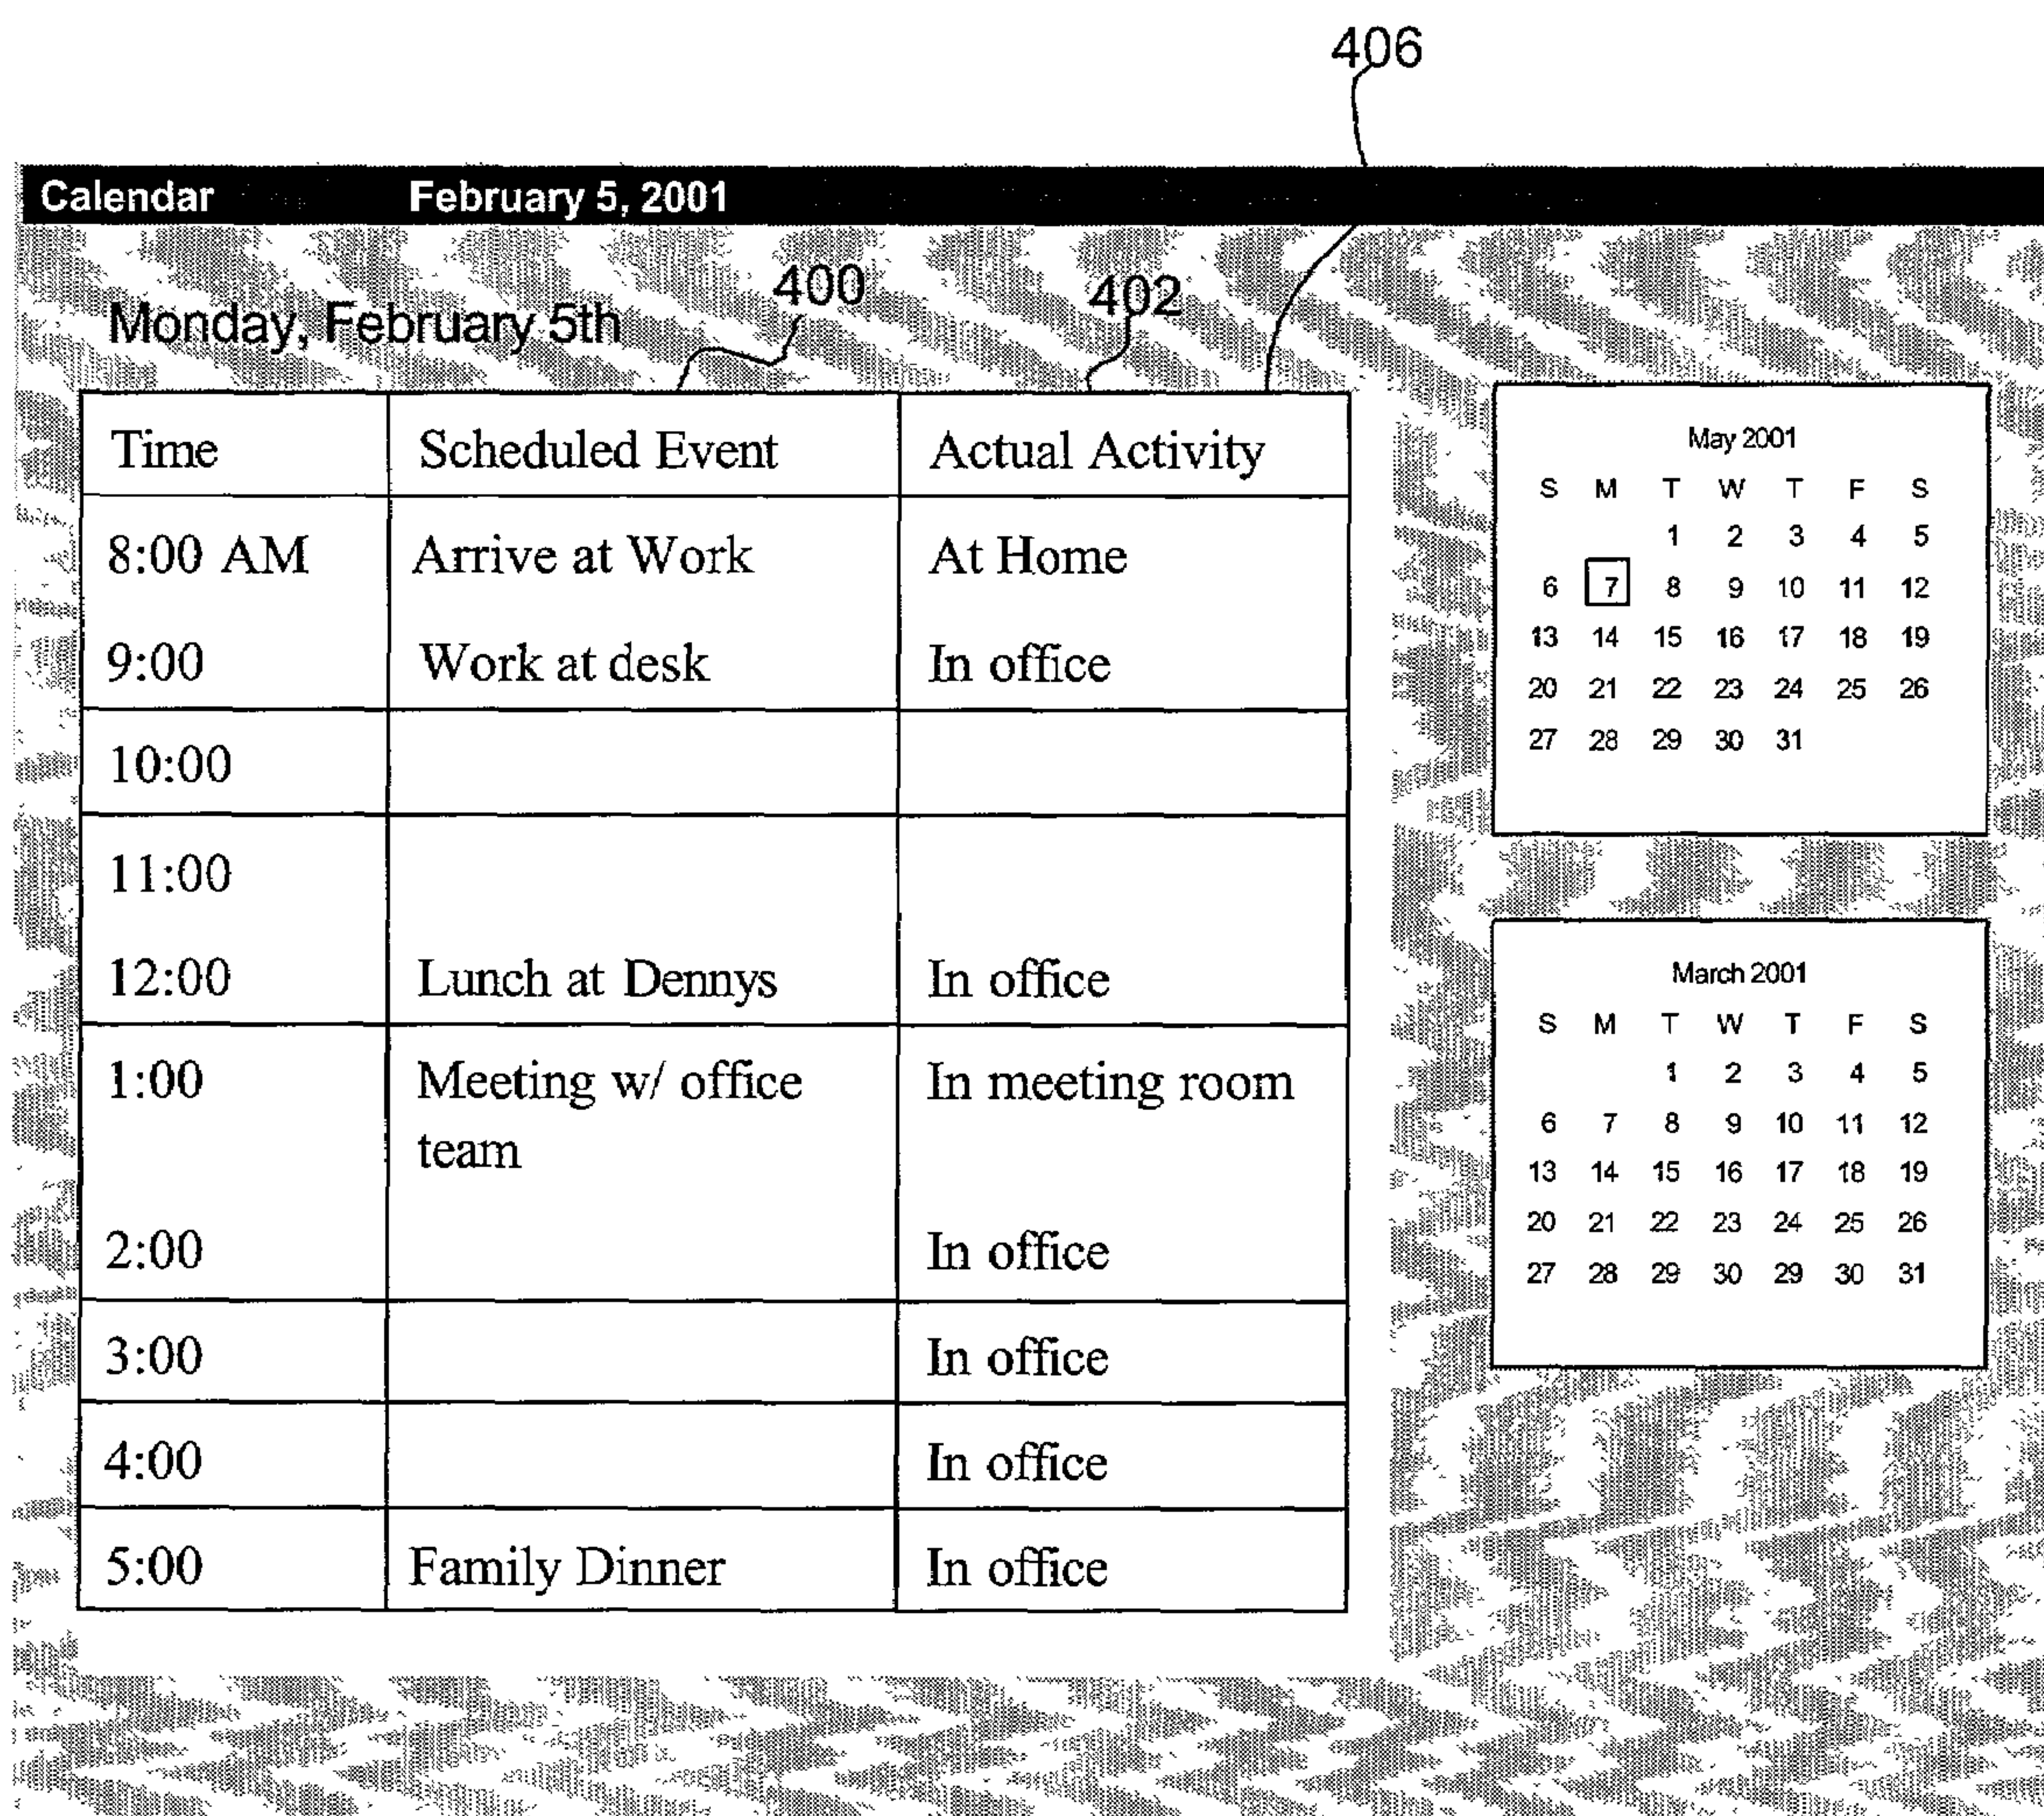 406
Calendar February 5, 2001
400 402
Monday, February 5th
Time Scheduled Event Actual Activity
8:00 AM Arrive at Work At Home
9:00 Work at desk In office
10:00
11:00
12:00 Lunch at Dennys In office
1:00 Meeting w/ office In meeting room
team
2:00 In office
3:00 In office
4:00 In office
5:00 Family Dinner In office
May 2001
S M T W T F S
1 2 3 4 5
6 7 8 9 10 11 12
13 14 15 16 17 18 19
20 21 22 23 24 25 26
27 28 29 30 31
March 2001
S M T W T F S
1 2 3 4 5
6 7 8 9 10 11 12
13 14 15 16 17 18 19
20 21 22 23 24 25 26
27 28 29 30 29 30 31